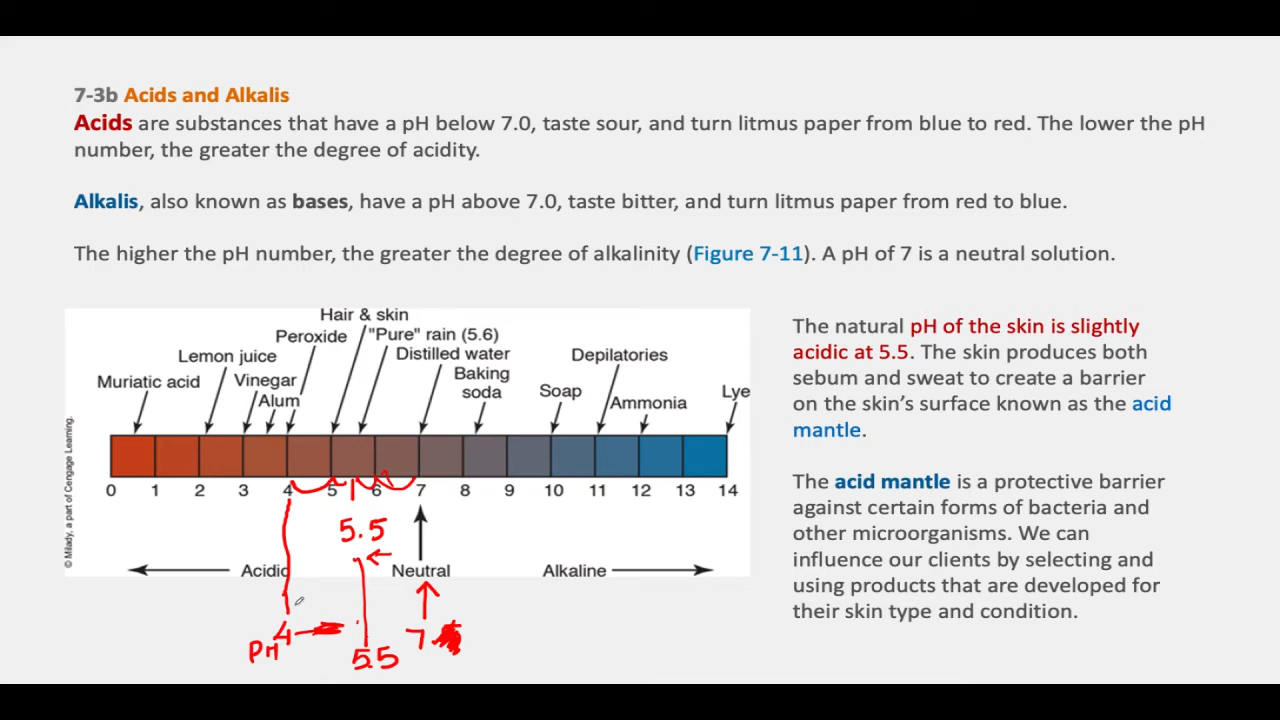 7-3b Acids and Alkalis
Acids are substances that have a pH below 7.0, taste sour, and turn litmus paper from blue to red. The lower the pH
number, the greater the degree of acidity.
Alkalis, also known as bases, have a pH above 7.0, taste bitter, and turn litmus paper from red to blue.
The higher the pH number, the greater the degree of alkalinity (Figure 7-11). A pH of 7 is a neutral solution.
Hair & skin
Peroxide
"Pure" rain (5.6)
Lemon juice
Distilled water
Depilatories
Muriatic acid
Vinegar
Baking
soda
Alum
Soap
Ammonia
Lye
0 1 2 3 4 5 6 7 8 9 10 11 12 13 14
5.5
Acidic
Neutral
Alkaline
pH 4
5.5
7
© Milady, a part of Cengage Learning.
The natural pH of the skin is slightly
acidic at 5.5. The skin produces both
sebum and sweat to create a barrier
on the skin’s surface known as the acid
mantle.
The acid mantle is a protective barrier
against certain forms of bacteria and
other microorganisms. We can
influence our clients by selecting and
using products that are developed for
their skin type and condition.